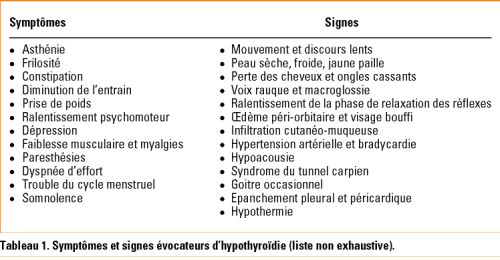 Symptômes Signes
• Asthénie • Mouvement et discours lents
• Frilosité • Peau sèche, froide, jaune paille
• Constipation • Perte des cheveux et ongles cassants
• Diminution de l’entrain • Voix rauque et macroglossie
• Prise de poids • Ralentissement de la phase de relaxation des réflexes
• Ralentissement psychomoteur • Œdème péri-orbitaire et visage bouffi
• Dépression • Infiltration cutanéo-muqueuse
• Faiblesse musculaire et myalgies • Hypertension artérielle et bradycardie
• Paresthésies • Hypoacousie
• Dyspnée d’effort • Syndrome du tunnel carpien
• Trouble du cycle menstruel • Goitre occasionnel
• Somnolence • Epanchement pleural et péricardique
• Hypothermie
Tableau 1. Symptômes et signes évocateurs d’hypothyroïdie (liste non exhaustive).